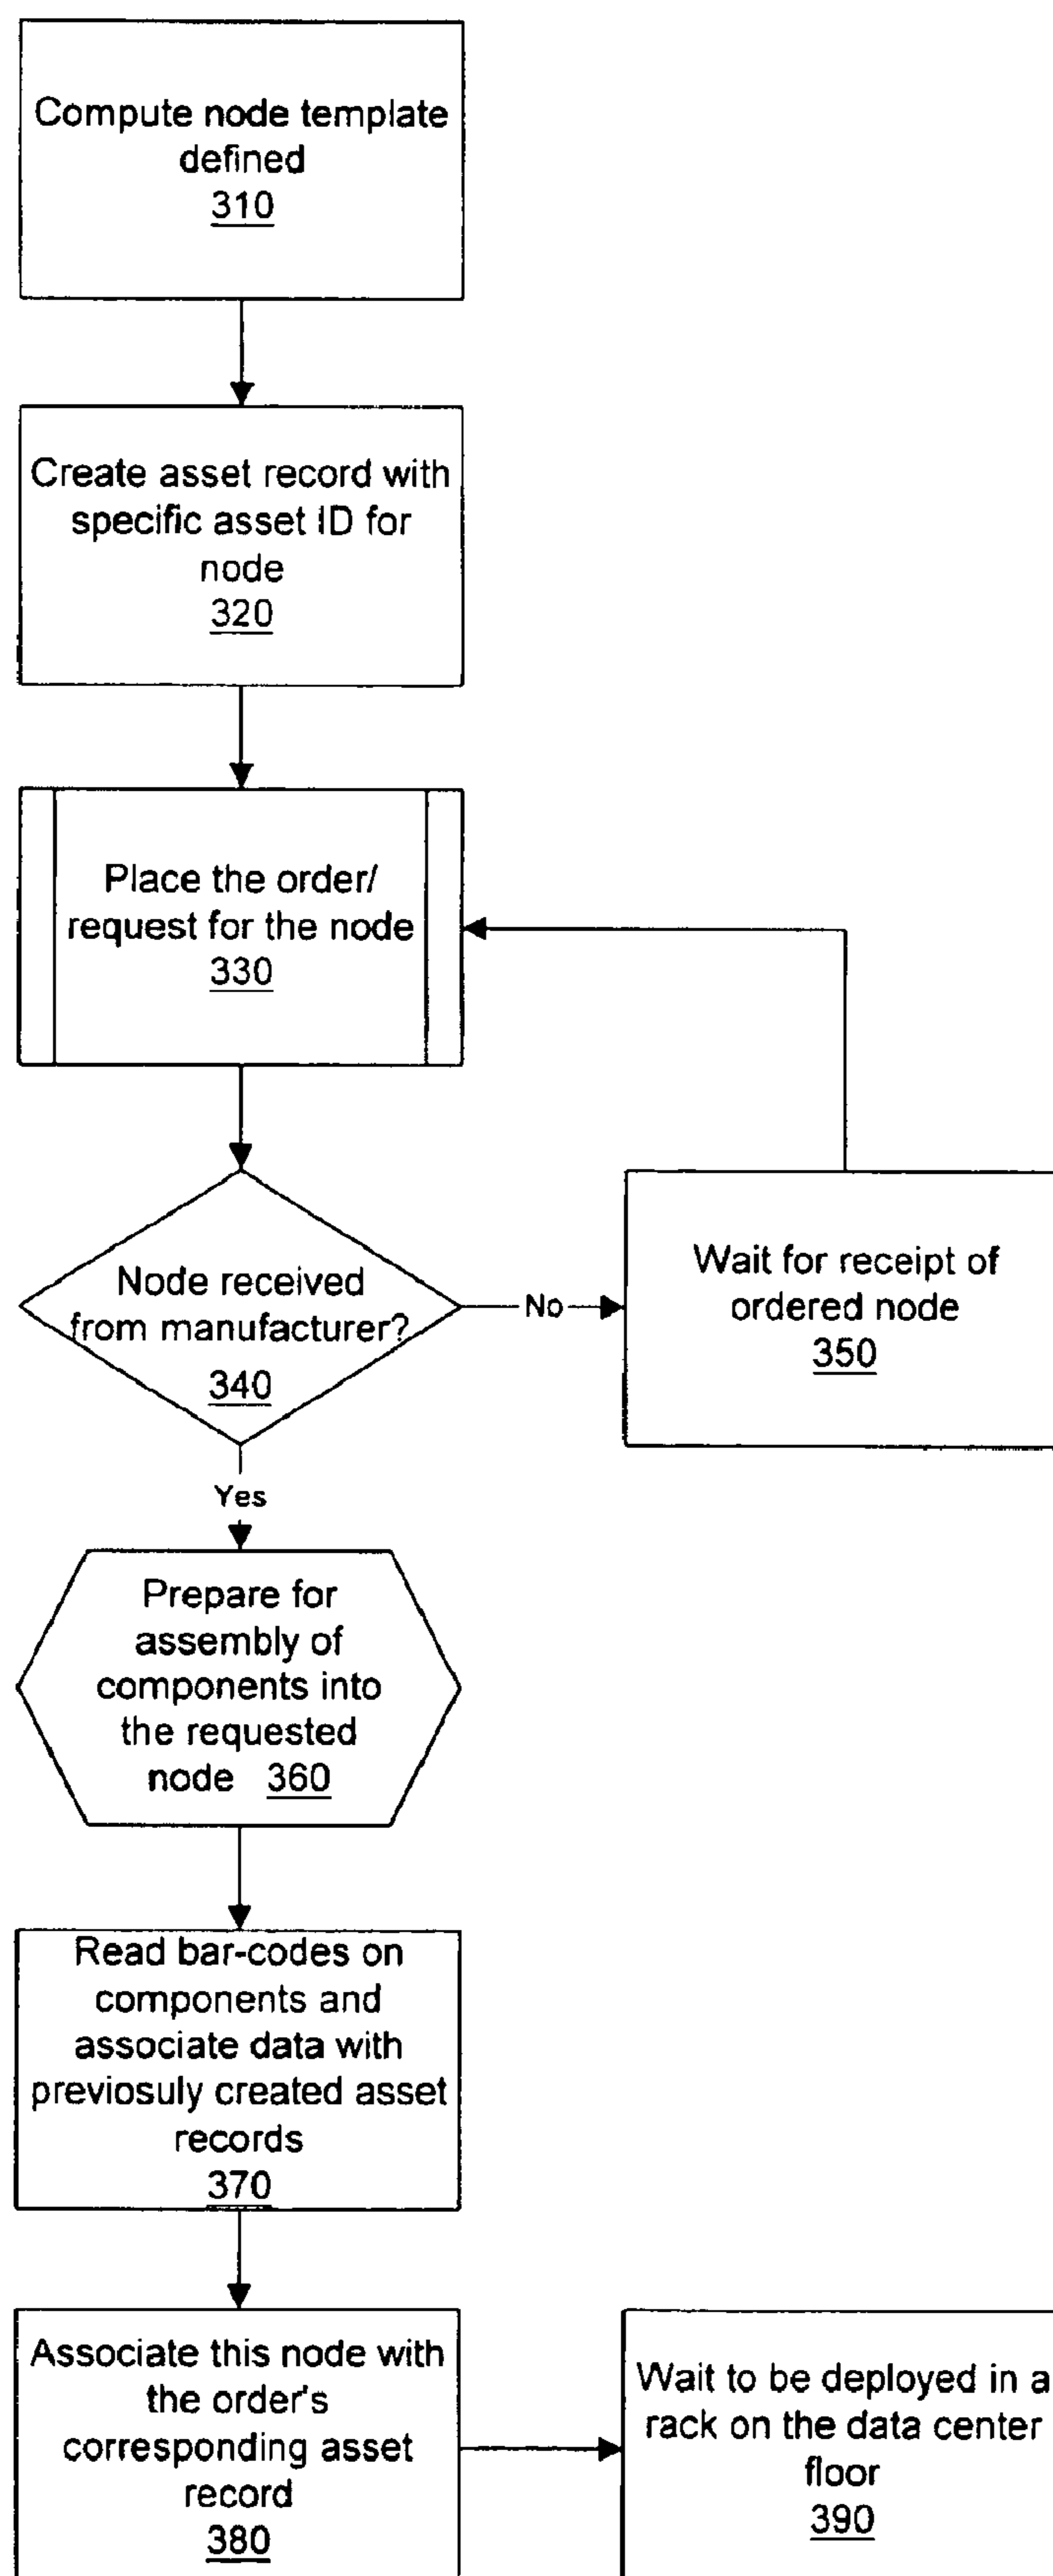 Compute node template
defined
310
Create asset record with
specific asset ID for
node
320
Place the order/
request for the node
330
Node received
from manufacturer?
340
No
Wait for receipt of
ordered node
350
Yes
Prepare for
assembly of
components into
the requested
node 360
Read bar-codes on
components and
associate data with
previosuly created asset
records
370
Associate this node with
the order's
corresponding asset
record
380
Wait to be deployed in a
rack on the data center
floor
390